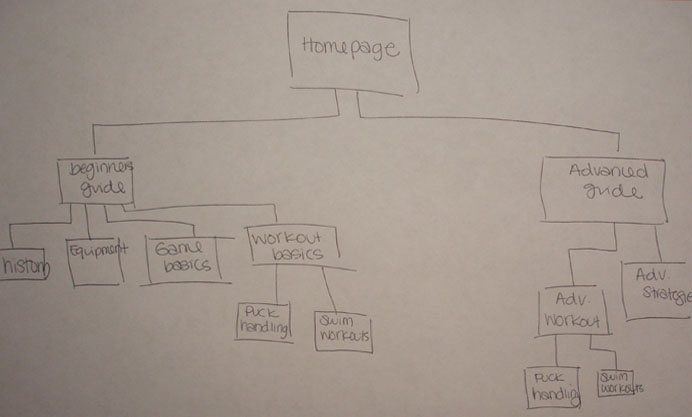 Homepage
beginners
guide
Advanced
guide
history
Equipment
Game
basics
Workout
basics
Adv.
Workout
Adv.
Strategie
Puck
handling
Swim
Workouts
Puck
handling
Swim
workouts